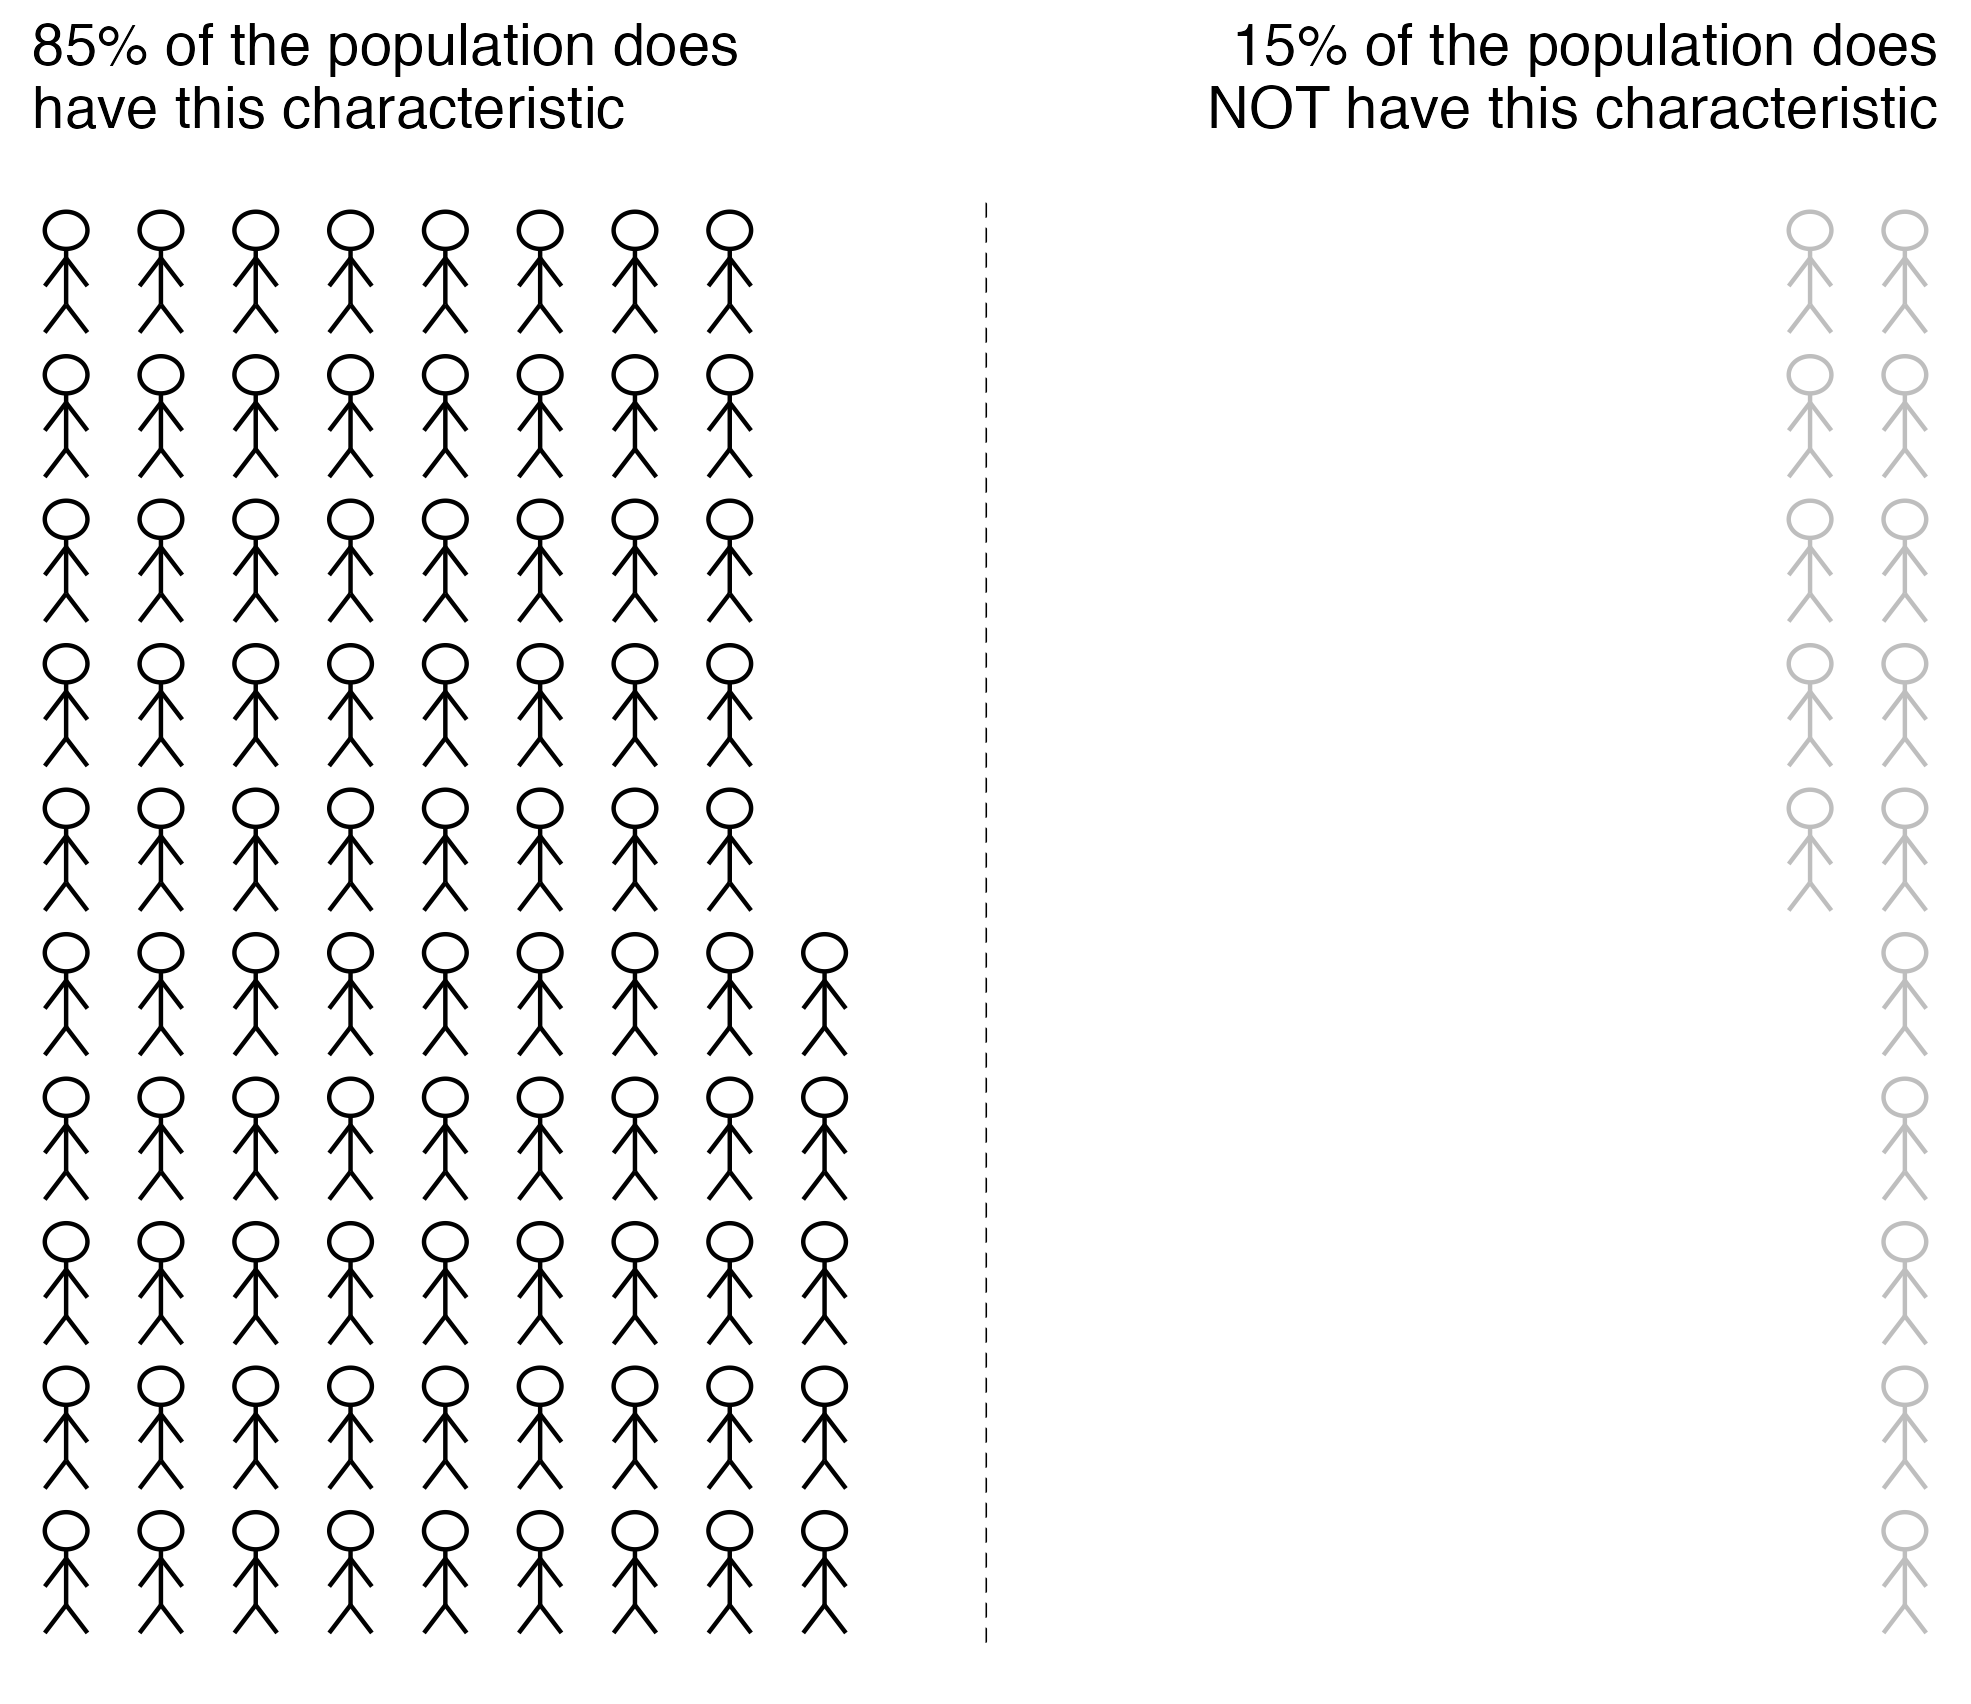 85% of the population does
have this characteristic
15% of the population does
NOT have this characteristic